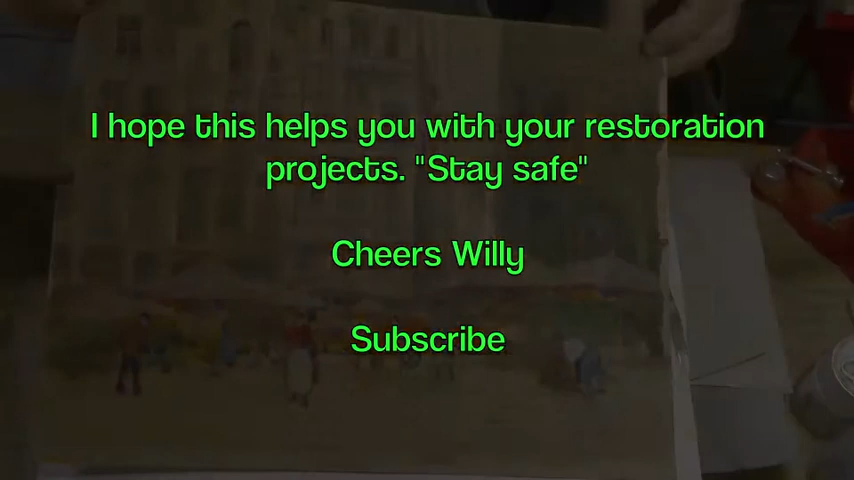 I hope this helps you with your restoration
projects. "Stay safe"
Cheers Willy
Subscribe